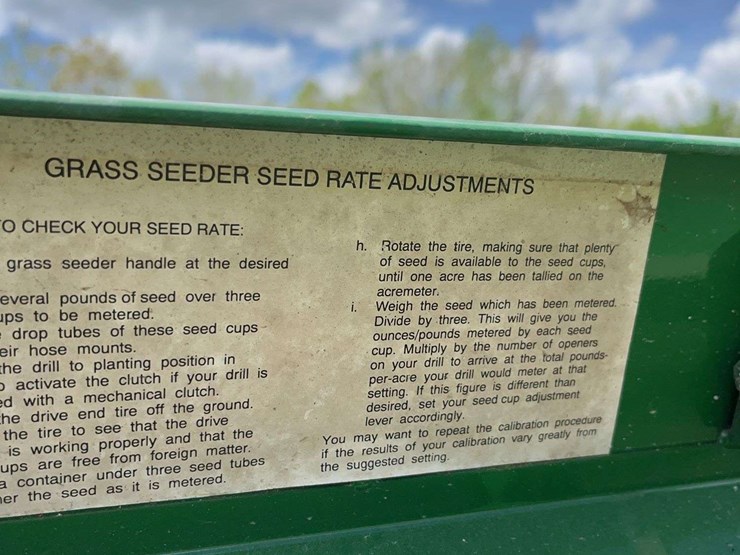 GRASS SEEDER SEED RATE ADJUSTMENTS
O CHECK YOUR SEED RATE:
grass seeder handle at the desired
everal pounds of seed over three
ups to be metered.
drop tubes of these seed cups
eir hose mounts.
the drill to planting position in
activate the clutch if your drill is
ed with a mechanical clutch.
he drive end tire off the ground.
the tire to see that the drive
is working properly and that the
ups are free from foreign matter.
a container under three seed tubes
er the seed as it is metered.
h. Rotate the tire, making sure that plenty
of seed is available to the seed cups,
until one acre has been tallied on the
acremeter.
i. Weigh the seed which has been metered.
Divide by three. This will give you the
ounces/pounds metered by each seed
cup. Multiply by the number of openers
on your drill to arrive at the total pounds-
per-acre your drill would meter at that
setting. If this figure is different than
desired, set your seed cup adjustment
lever accordingly.
You may want to repeat the calibration procedure
if the results of your calibration vary greatly from
the suggested setting.